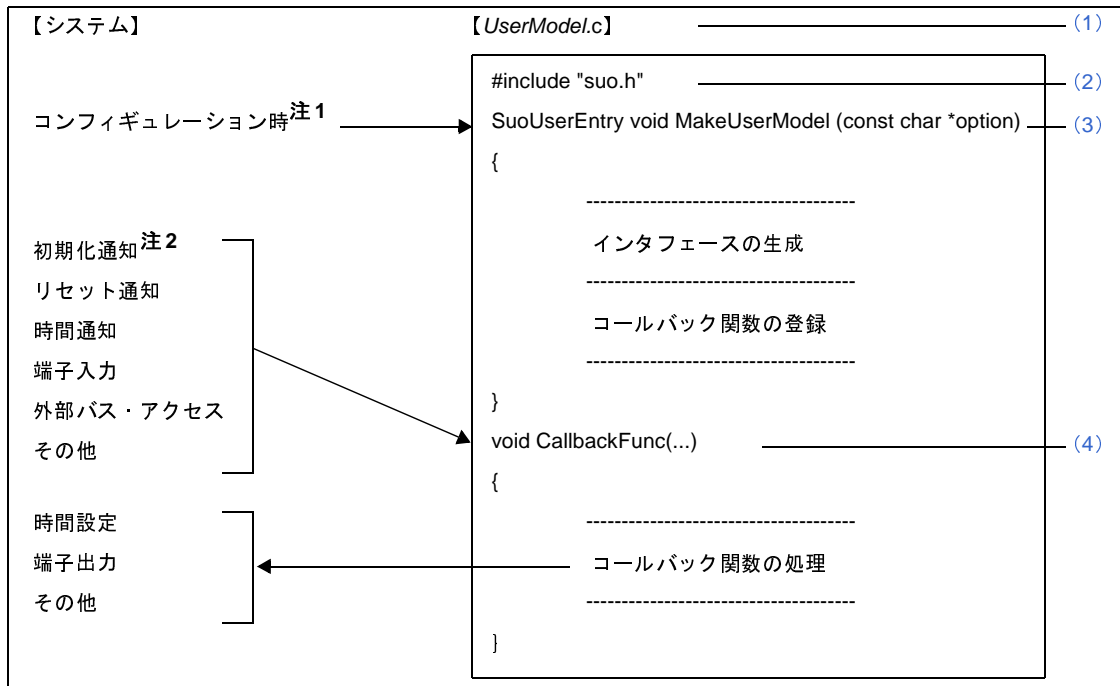 【システム】 【UserModel.c】 (1)
#include "suo.h" (2)
コンフィギュレーション時注1 SuoUserEntry void MakeUserModel (const char *option) (3)
{
-------------------------------------
初期化通知注2 インタフェースの生成
リセット通知 -------------------------------------
時間通知 コールバック関数の登録
端子入力 -------------------------------------
外部バス・アクセス }
その他 void CallbackFunc(...) (4)
{
時間設定 -------------------------------------
端子出力 コールバック関数の処理
その他 -------------------------------------
}